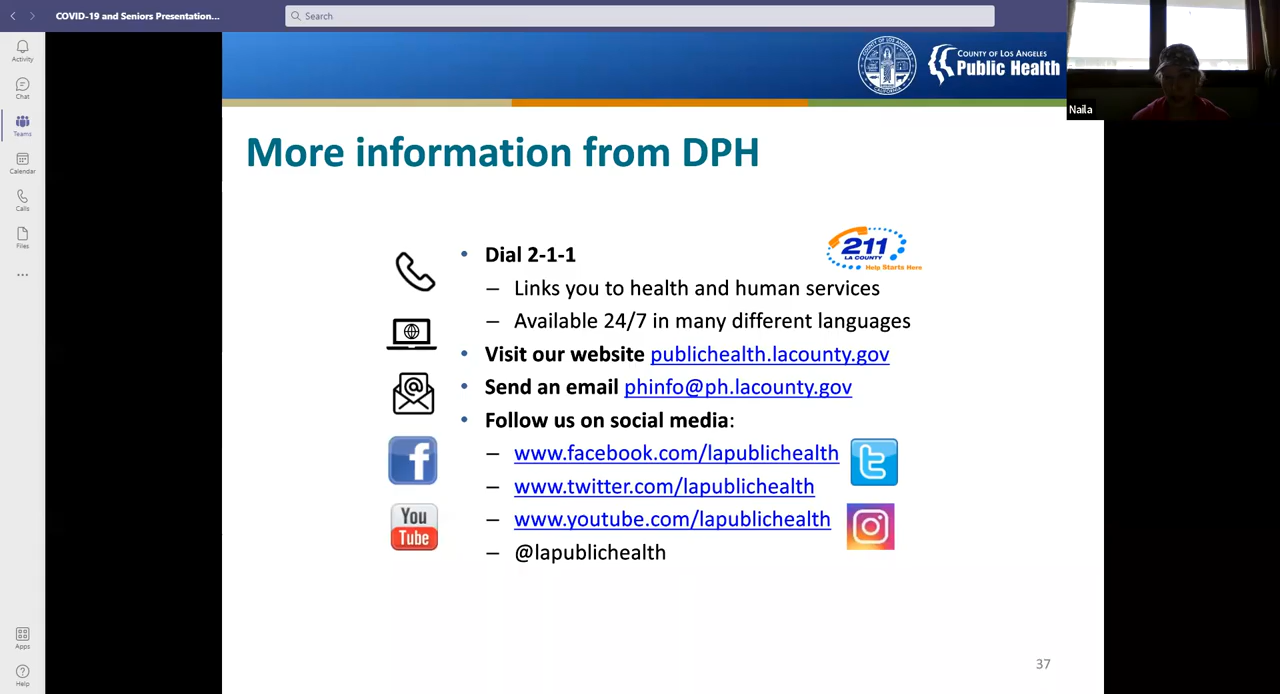 COVID-19 and Seniors Presentation...
Search
Activity
Chat
Teams
Calendar
Calls
Files
Apps
Help
COUNTY OF LOS ANGELES
Public Health
Naila
More information from DPH
• Dial 2-1-1
211
LA COUNTY
Help Starts Here
– Links you to health and human services
– Available 24/7 in many different languages
• Visit our website publichealth.lacounty.gov
• Send an email phinfo@ph.lacounty.gov
• Follow us on social media:
– www.facebook.com/lapublichealth
– www.twitter.com/lapublichealth
– www.youtube.com/lapublichealth
– @lapublichealth
You
Tube
37